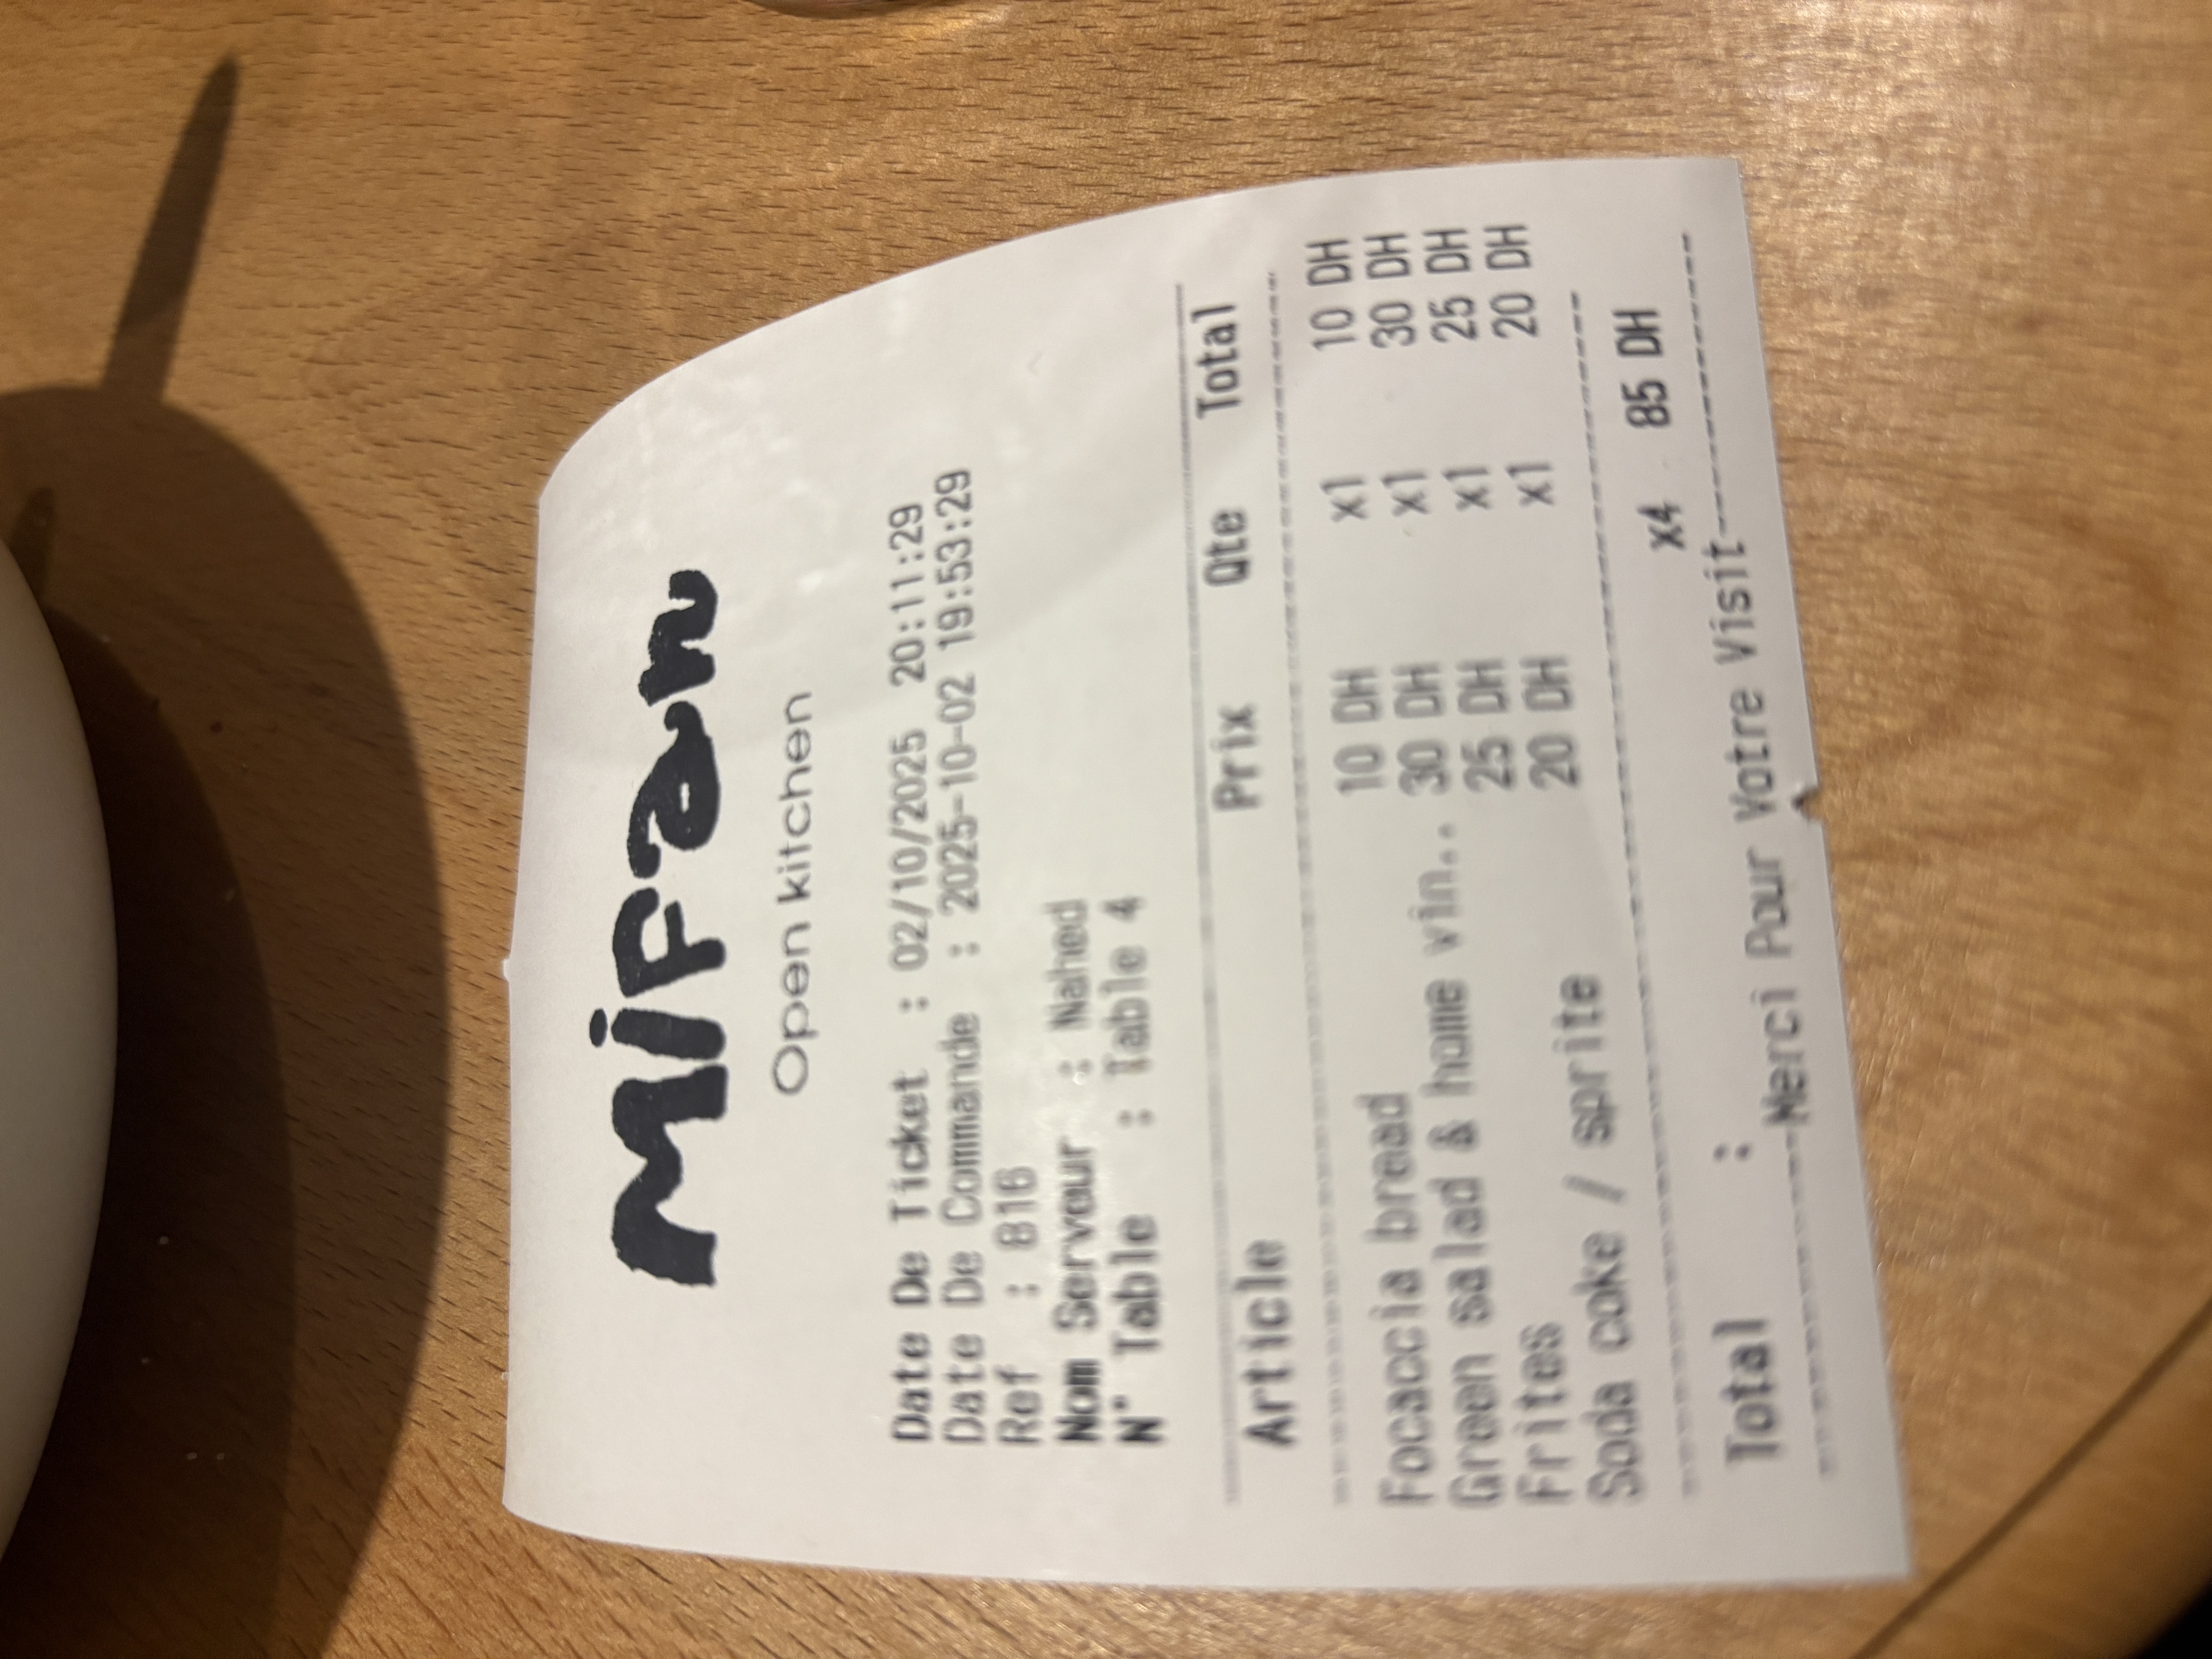 MiFan
Open kitchen
Date De Ticket : 02/10/2025 20:11:29
Date De Commande : 2025-10-02 19:53:29
Ref : 816
Nom Serveur : Nahed
N° Table : Table 4
Article Prix Qte Total
Focaccia bread 10 DH x1 10 DH
Green salad & home vin.. 30 DH x1 30 DH
Frites 25 DH x1 25 DH
Soda coke / sprite 20 DH x1 20 DH
Total : x4 85 DH
Merci Pour Votre Visit